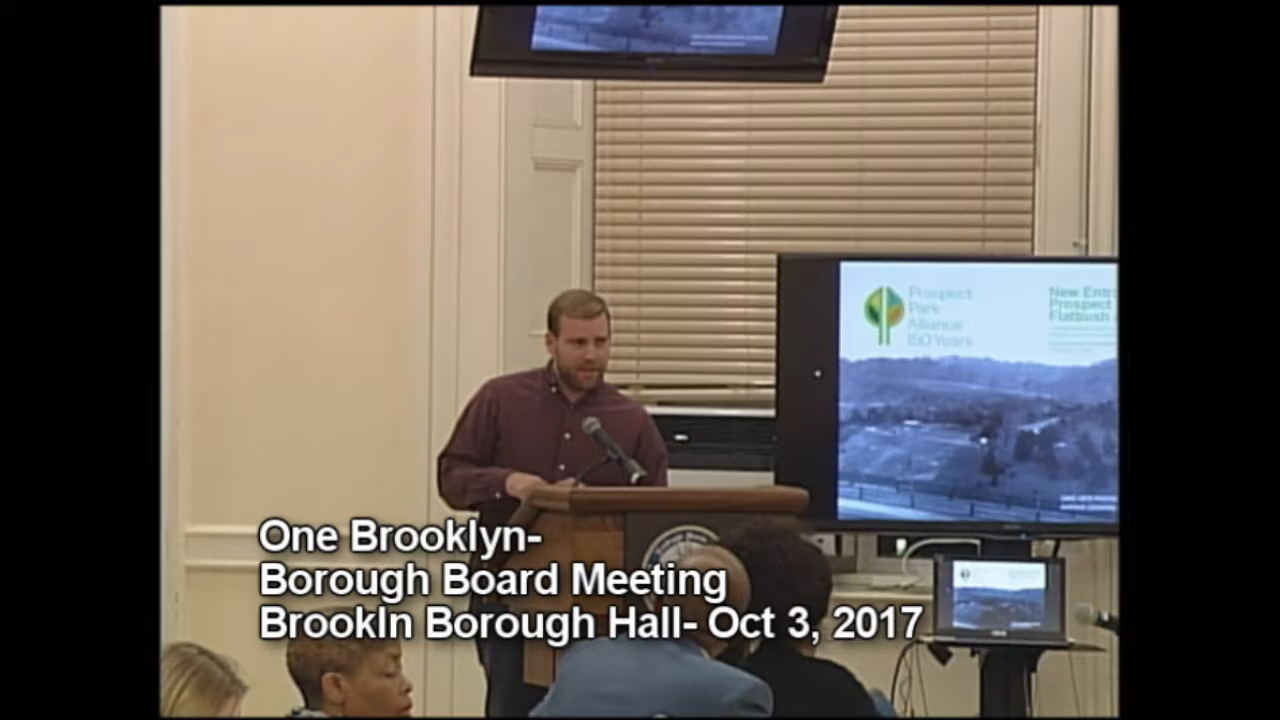 Prospect
Park
Alliance
150 Years
New Entr
Prospect
Flatbush
One Brooklyn-
Borough Board Meeting
Brookln Borough Hall- Oct 3, 2017